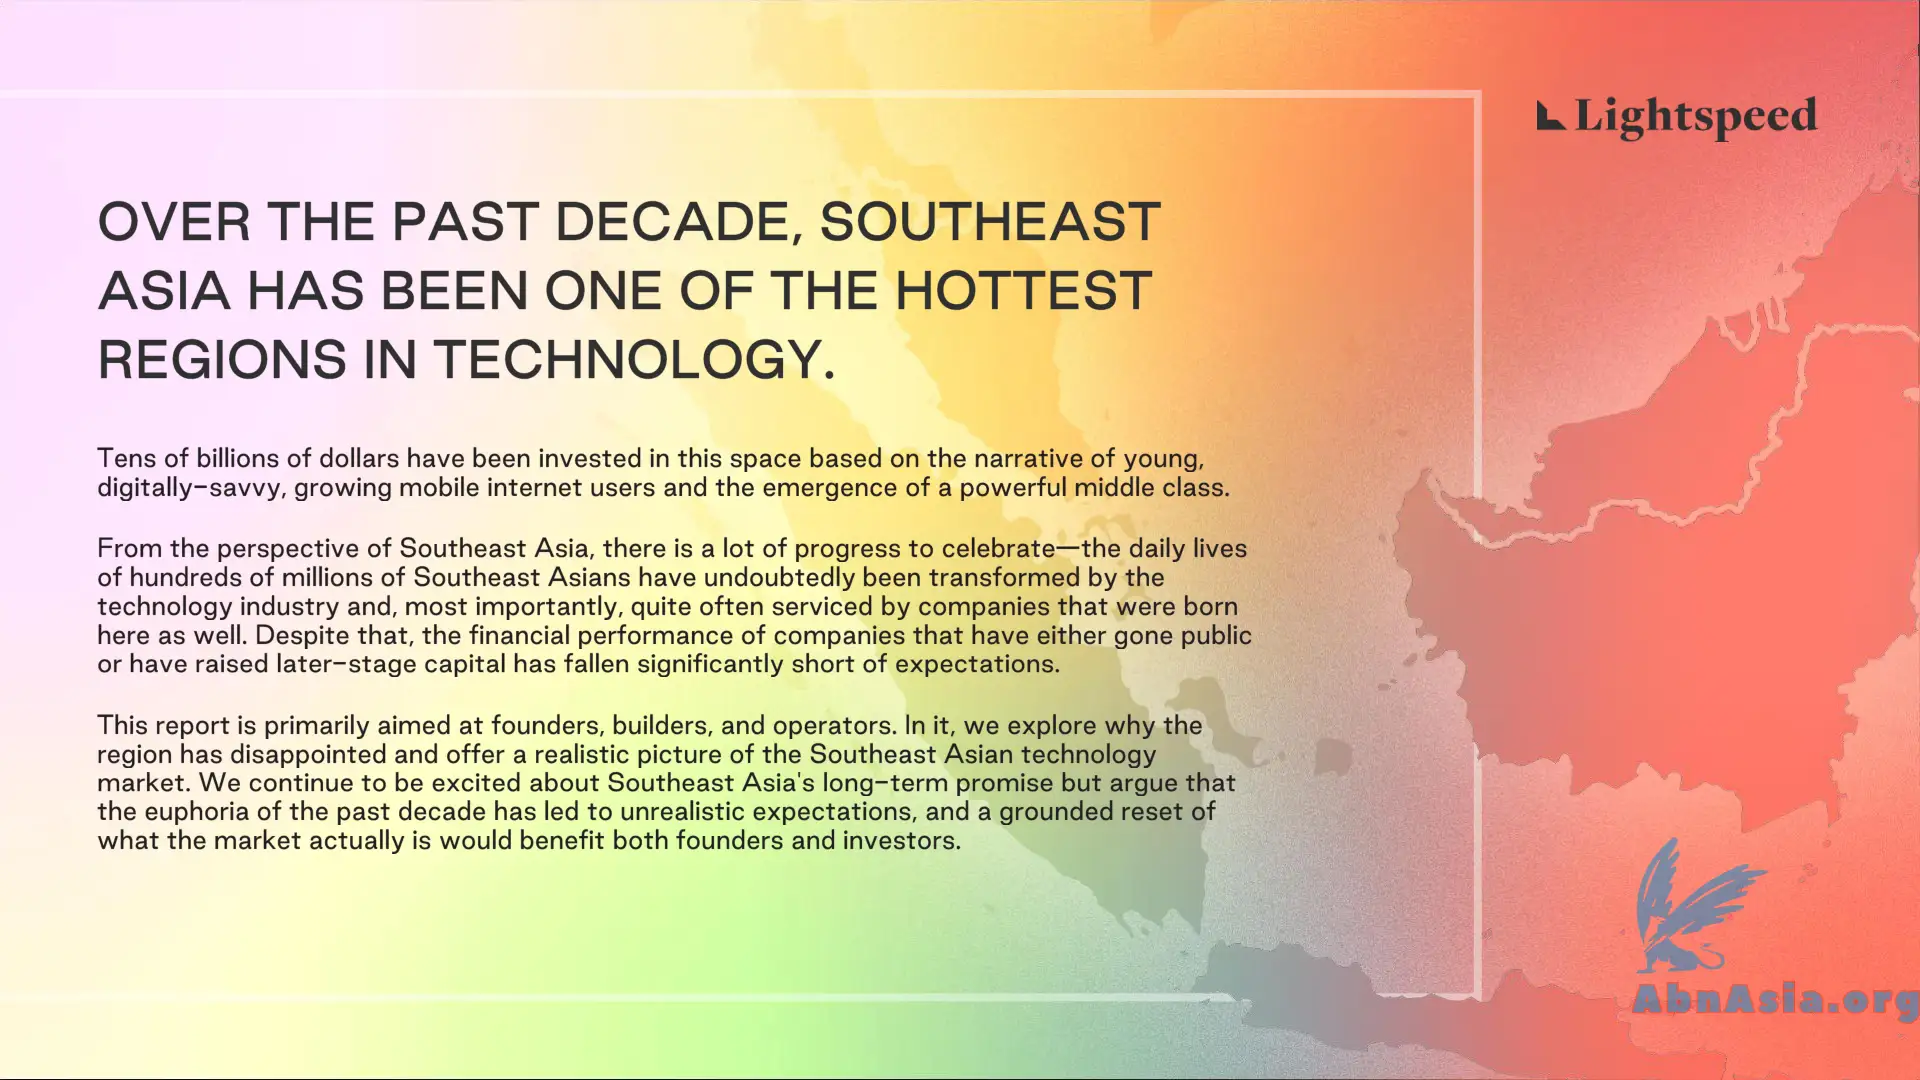 Lightspeed
OVER THE PAST DECADE, SOUTHEAST
ASIA HAS BEEN ONE OF THE HOTTEST
REGIONS IN TECHNOLOGY.
Tens of billions of dollars have been invested in this space based on the narrative of young,
digitally-savvy, growing mobile internet users and the emergence of a powerful middle class.
From the perspective of Southeast Asia, there is a lot of progress to celebrate—the daily lives
of hundreds of millions of Southeast Asians have undoubtedly been transformed by the
technology industry and, most importantly, quite often serviced by companies that were born
here as well. Despite that, the financial performance of companies that have either gone public
or have raised later-stage capital has fallen significantly short of expectations.
This report is primarily aimed at founders, builders, and operators. In it, we explore why the
region has disappointed and offer a realistic picture of the Southeast Asian technology
market. We continue to be excited about Southeast Asia's long-term promise but argue that
the euphoria of the past decade has led to unrealistic expectations, and a grounded reset of
what the market actually is would benefit both founders and investors.
AbnAsia.org